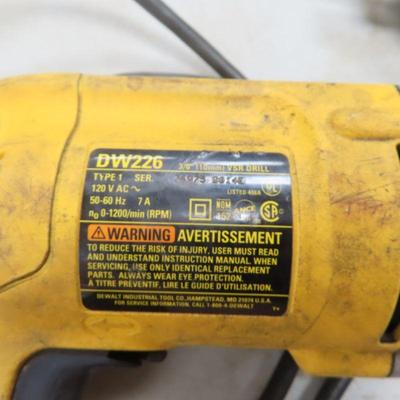 DW226 3/8" (10mm) VSR DRILL
TYPE 1 SER.
120 V AC ~ LISTED
50-60 Hz 7 A NOM
no 0-1200/min (RPM)
WARNING AVERTISSEMENT
TO REDUCE THE RISK OF INJURY, USER MUST READ
AND UNDERSTAND INSTRUCTION MANUAL. WHEN
SERVICING, USE ONLY IDENTICAL REPLACEMENT
PARTS. ALWAYS WEAR EYE PROTECTION.
À TITRE PRÉVENTIF, LIRE LE GUIDE D'UTILISATION.
DEWALT INDUSTRIAL TOOL CO., HAMPSTEAD, MD 21074 U.S.A.
FOR SERVICE INFORMATION, CALL 1-800-4-DEWALT